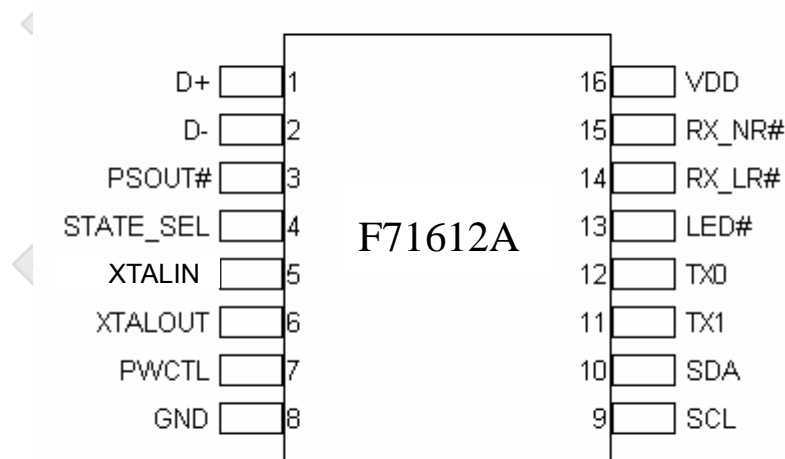 D+ 1 16 VDD
D- 2 15 RX_NR#
PSOUT# 3 14 RX_LR#
STATE_SEL 4 F71612A 13 LED#
XTALIN 5 12 TX0
XTALOUT 6 11 TX1
PWCTL 7 10 SDA
GND 8 9 SCL